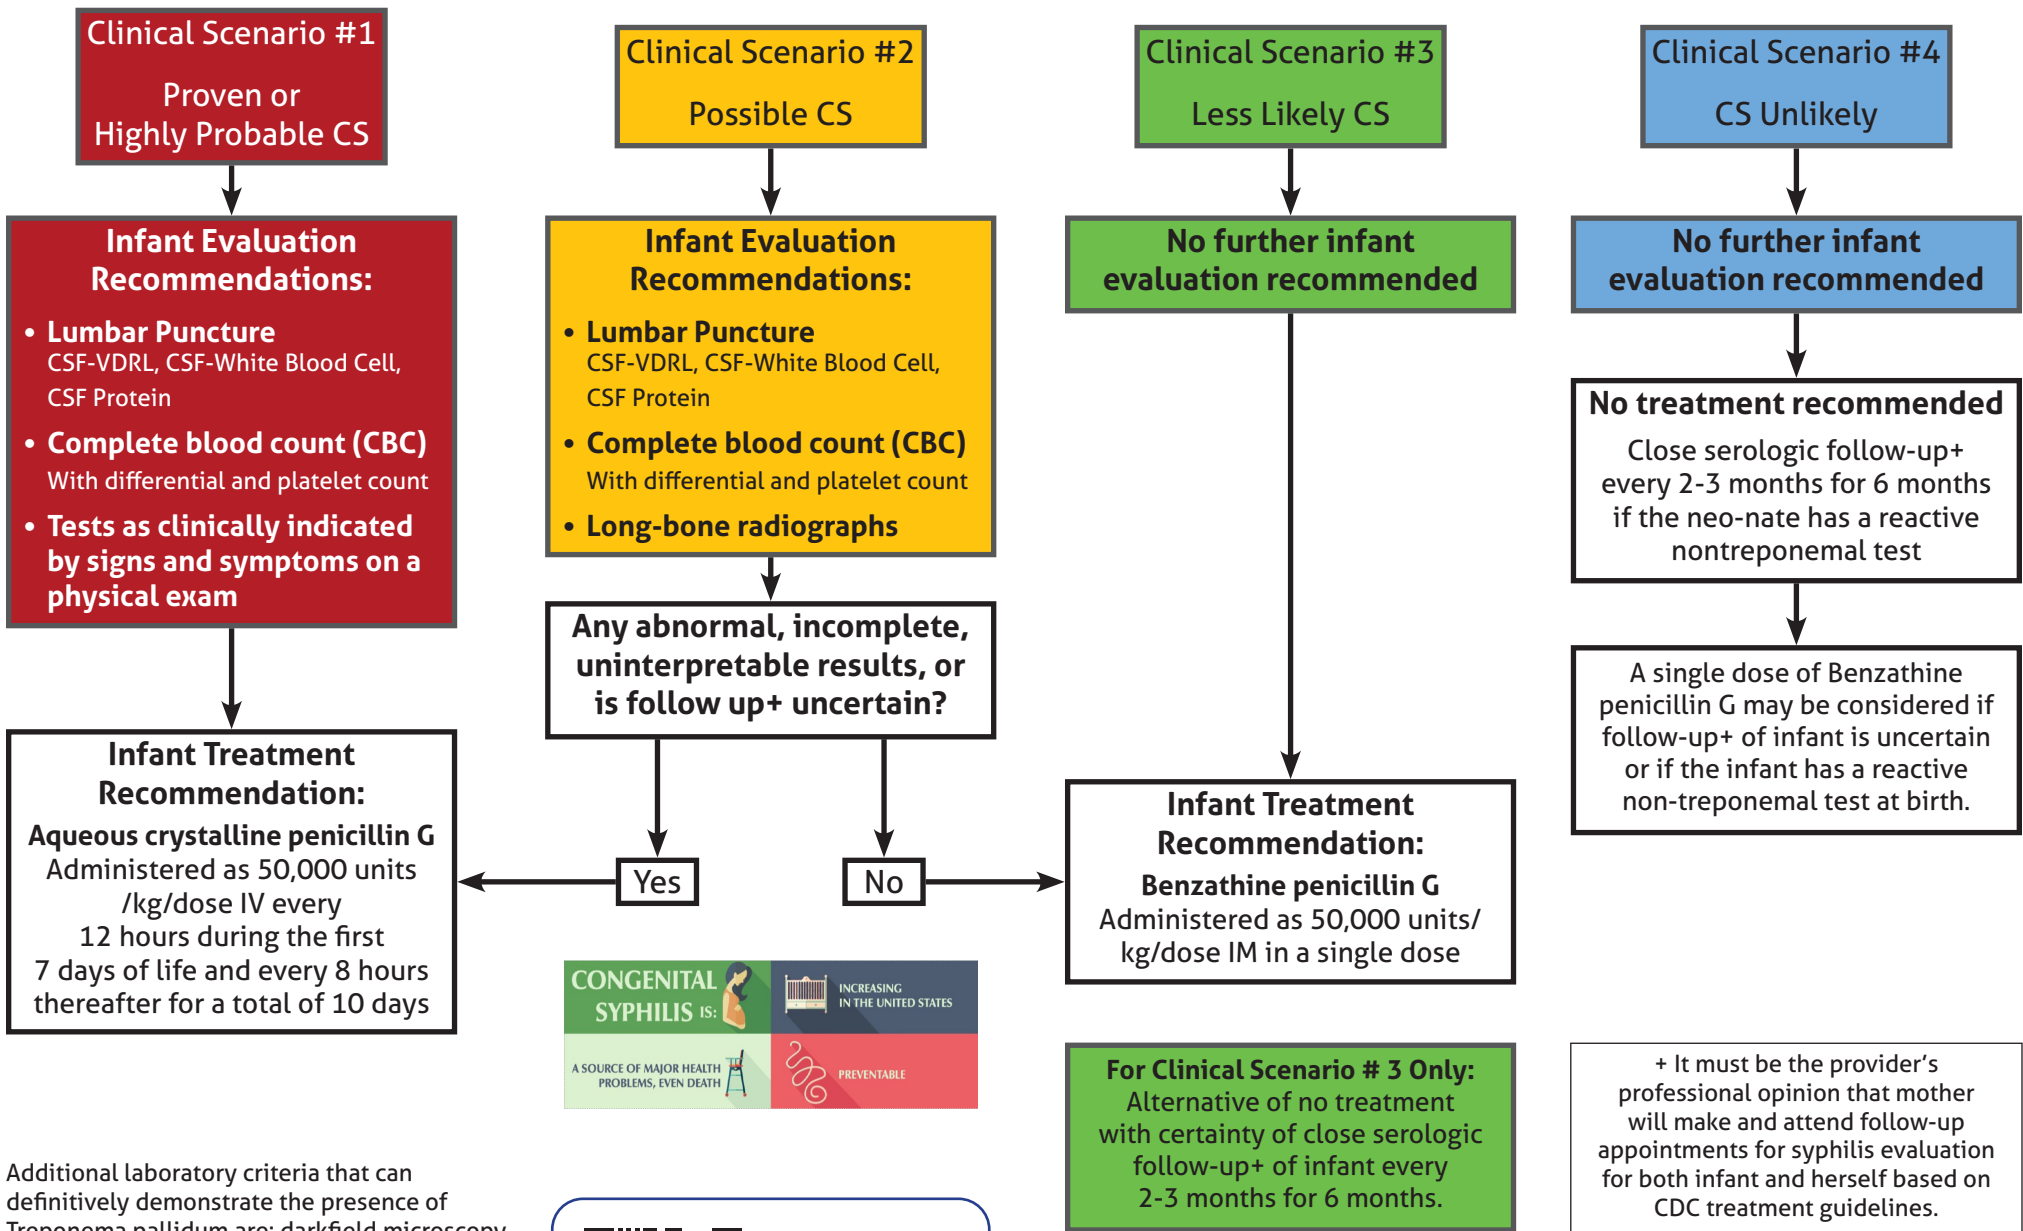 Clinical Scenario #1
Proven or
Highly Probable CS
Infant Evaluation
Recommendations:
• Lumbar Puncture
CSF-VDRL, CSF-White Blood Cell,
CSF Protein
• Complete blood count (CBC)
With differential and platelet count
• Tests as clinically indicated
by signs and symptoms on a
physical exam
Infant Treatment
Recommendation:
Aqueous crystalline penicillin G
Administered as 50,000 units
/kg/dose IV every
12 hours during the first
7 days of life and every 8 hours
thereafter for a total of 10 days
Clinical Scenario #2
Possible CS
Infant Evaluation
Recommendations:
• Lumbar Puncture
CSF-VDRL, CSF-White Blood Cell,
CSF Protein
• Complete blood count (CBC)
With differential and platelet count
• Long-bone radiographs
Any abnormal, incomplete,
uninterpretable results, or
is follow up+ uncertain?
Yes
No
Clinical Scenario #3
Less Likely CS
No further infant
evaluation recommended
Infant Treatment
Recommendation:
Benzathine penicillin G
Administered as 50,000 units/
kg/dose IM in a single dose
For Clinical Scenario # 3 Only:
Alternative of no treatment
with certainty of close serologic
follow-up+ of infant every
2-3 months for 6 months.
Clinical Scenario #4
CS Unlikely
No further infant
evaluation recommended
No treatment recommended
Close serologic follow-up+
every 2-3 months for 6 months
if the neo-nate has a reactive
nontreponemal test
A single dose of Benzathine
penicillin G may be considered if
follow-up+ of infant is uncertain
or if the infant has a reactive
non-treponemal test at birth.
+ It must be the provider's
professional opinion that mother
will make and attend follow-up
appointments for syphilis evaluation
for both infant and herself based on
CDC treatment guidelines.
CONGENITAL
SYPHILIS IS:
INCREASING
IN THE UNITED STATES
A SOURCE OF MAJOR HEALTH
PROBLEMS, EVEN DEATH
PREVENTABLE
Additional laboratory criteria that can
definitively demonstrate the presence of
Treponema pallidum are: darkfield microscopy